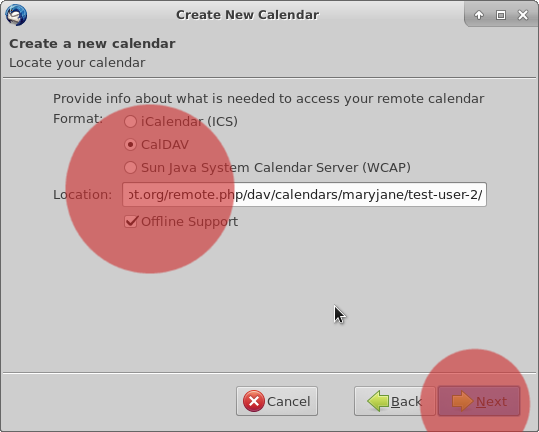 Create New Calendar
Create a new calendar
Locate your calendar
Provide info about what is needed to access your remote calendar
Format: iCalendar (ICS)
CalDAV
Sun Java System Calendar Server (WCAP)
Location: ot.org/remote.php/dav/calendars/maryjane/test-user-2/
Offline Support
Cancel Back Next